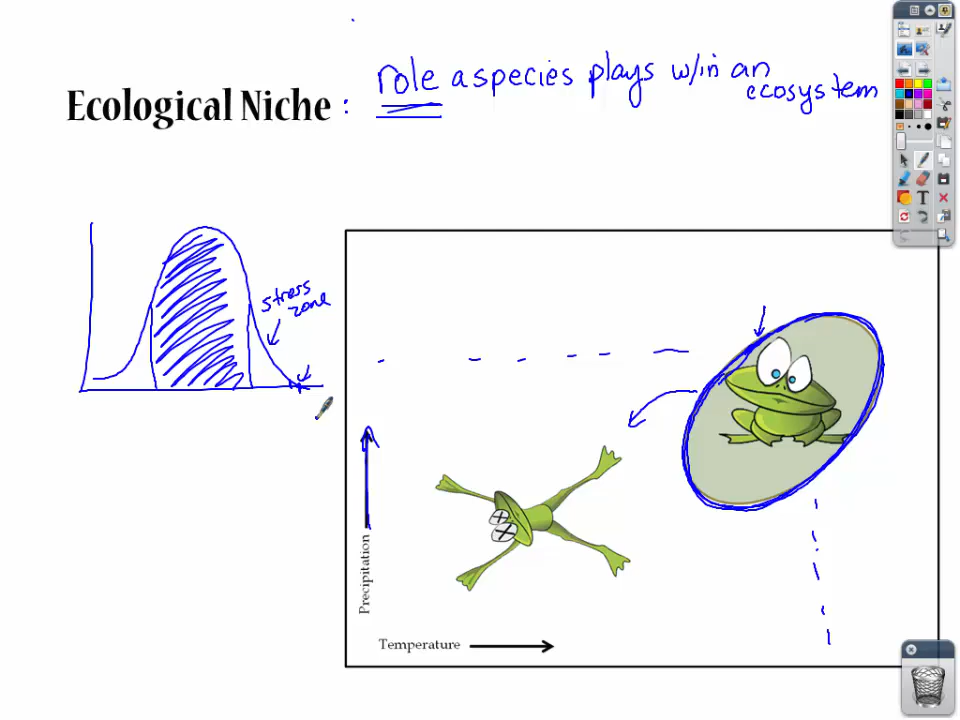 role a species plays w/in an
ecosystem
Ecological Niche :
stress
zone
Precipitation
Temperature